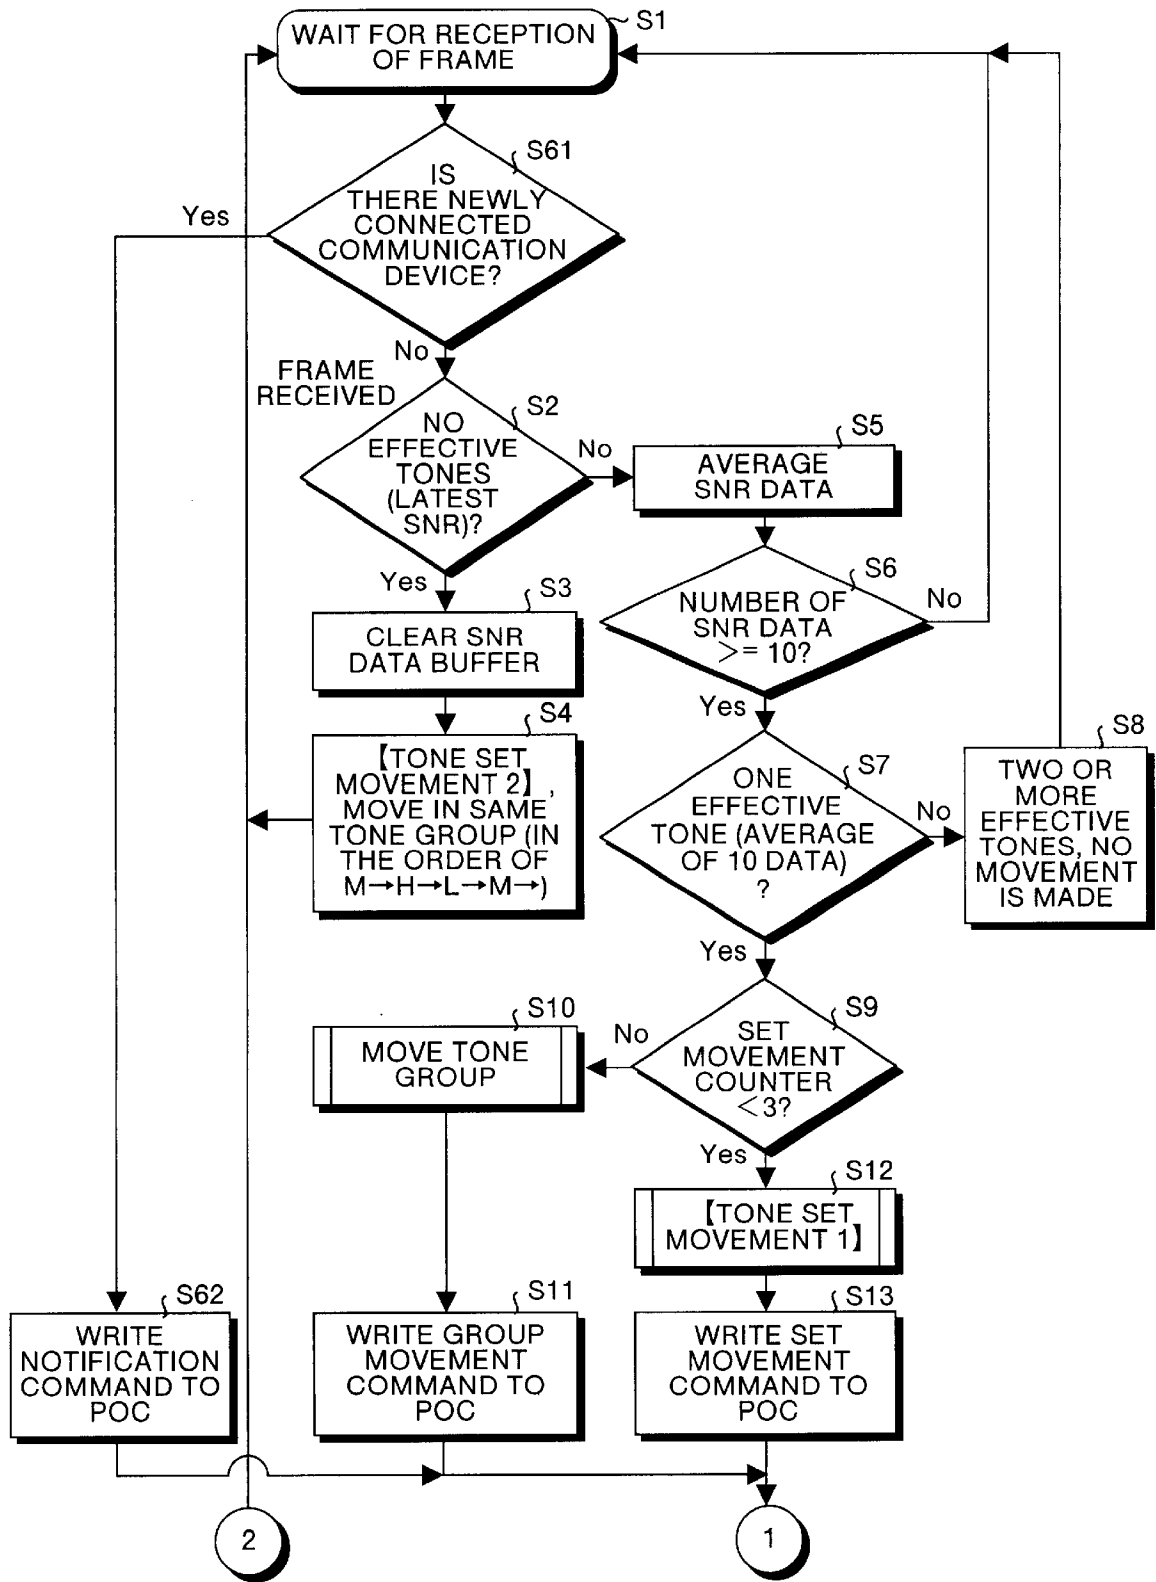 S1
WAIT FOR RECEPTION
OF FRAME
S61
IS
THERE NEWLY
CONNECTED
COMMUNICATION
DEVICE?
Yes
No
FRAME
RECEIVED
S2
NO
EFFECTIVE
TONES
(LATEST
SNR)?
No
S5
AVERAGE
SNR DATA
Yes
S3
CLEAR SNR
DATA BUFFER
S6
NUMBER OF
SNR DATA
>= 10?
No
Yes
S4
【TONE SET
MOVEMENT 2】,
MOVE IN SAME
TONE GROUP (IN
THE ORDER OF
M→H→L→M→)
S7
ONE
EFFECTIVE
TONE (AVERAGE
OF 10 DATA)
?
No
S8
TWO OR
MORE
EFFECTIVE
TONES, NO
MOVEMENT
IS MADE
Yes
S9
SET
MOVEMENT
COUNTER
<3?
No
S10
MOVE TONE
GROUP
Yes
S12
【TONE SET
MOVEMENT 1】
S62
WRITE
NOTIFICATION
COMMAND TO
POC
S11
WRITE GROUP
MOVEMENT
COMMAND TO
POC
S13
WRITE SET
MOVEMENT
COMMAND TO
POC
2
1